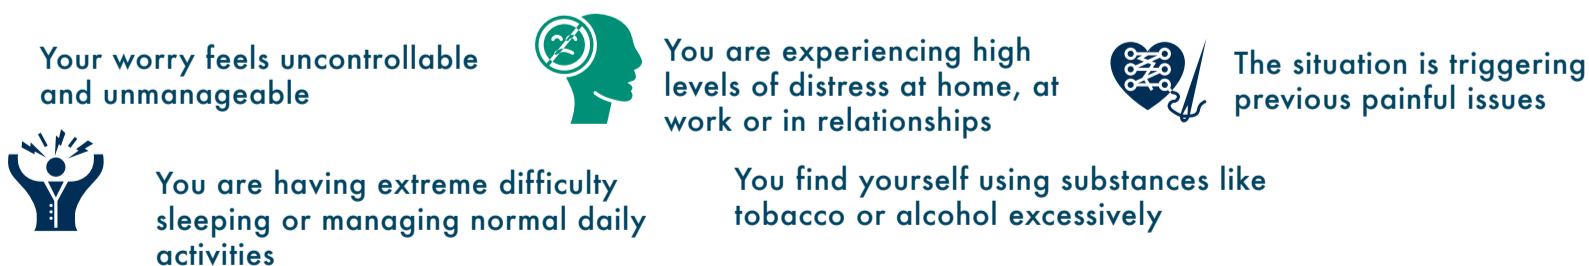 Your worry feels uncontrollable
and unmanageable
You are experiencing high
levels of distress at home, at
work or in relationships
The situation is triggering
previous painful issues
You are having extreme difficulty
sleeping or managing normal daily
activities
You find yourself using substances like
tobacco or alcohol excessively